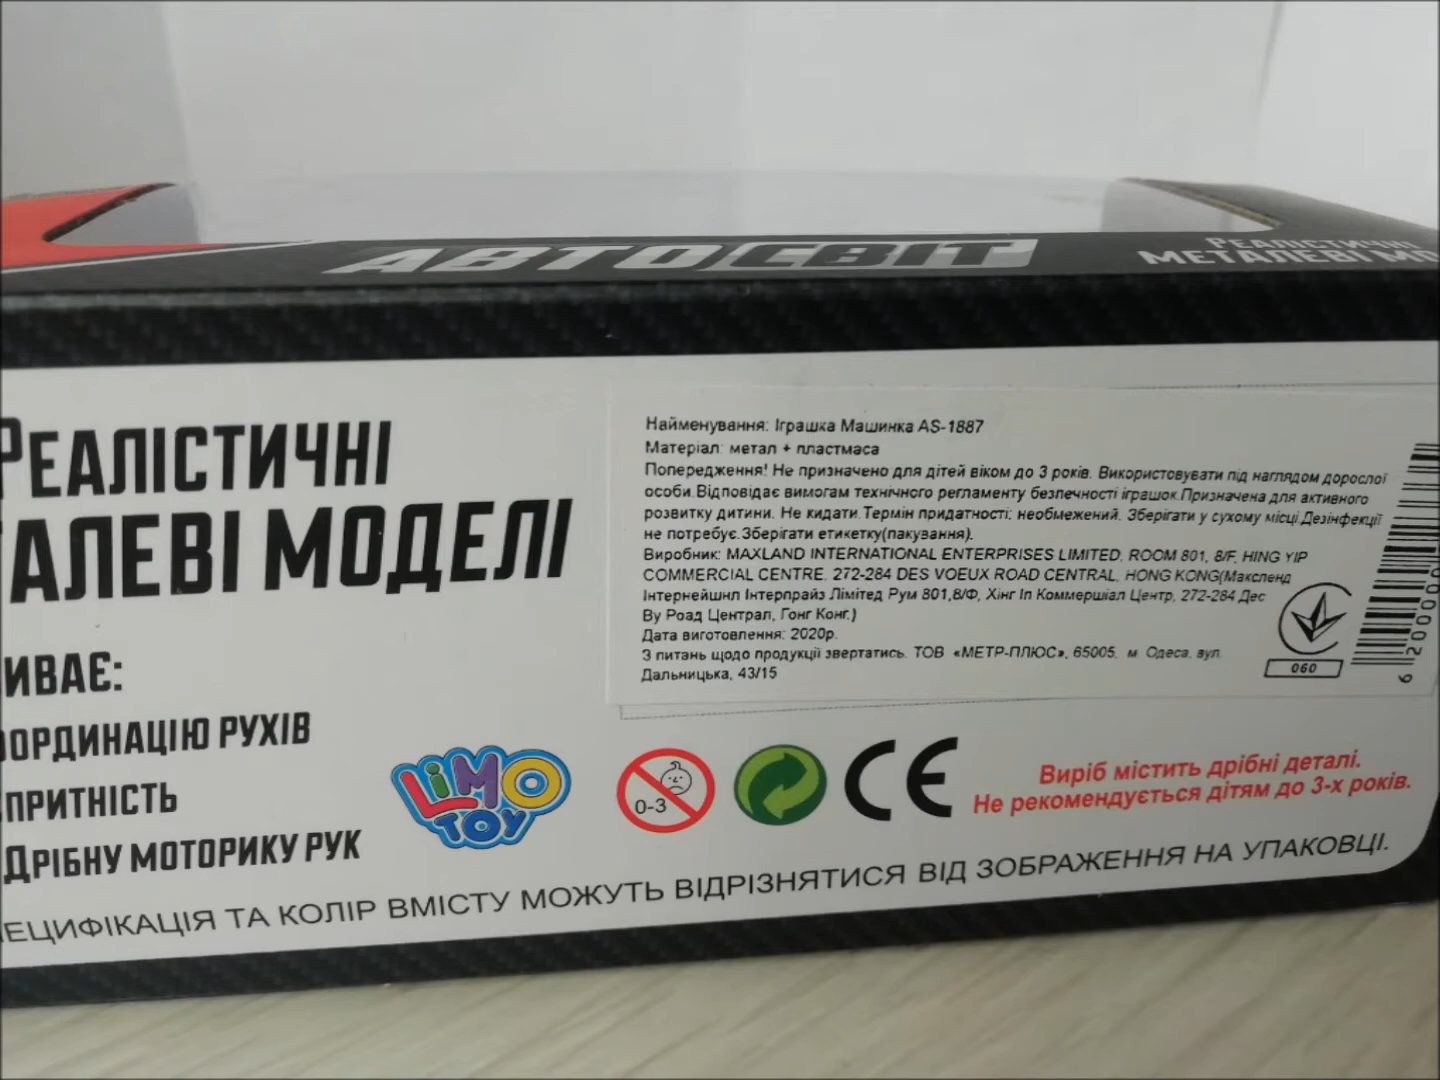 АВТОСВІТ
РЕАЛІСТИЧНІ
МЕТАЛЕВІ МО
РЕАЛІСТИЧНІ
ТАЛЕВІ МОДЕЛІ
ИВАЄ:
ООРДИНАЦІЮ РУХІВ
СПРИТНІСТЬ
ДРІБНУ МОТОРИКУ РУК
Найменування: Іграшка Машинка AS-1887
Матеріал: метал + пластмаса
Попередження! Не призначено для дітей віком до 3 років. Використовувати під наглядом дорослої
особи.Відповідає вимогам технічного регламенту безпечності іграшок.Призначена для активного
розвитку дитини. Не кидати.Термін придатності: необмежений. Зберігати у сухому місці.Дезінфекції
не потребує.Зберігати етикетку(пакування).
Виробник: MAXLAND INTERNATIONAL ENTERPRISES LIMITED. ROOM 801, 8/F, HING YIP
COMMERCIAL CENTRE. 272-284 DES VOEUX ROAD CENTRAL, HONG KONG(Максленд
Інтернейшнл Інтерпрайз Лімітед Рум 801,8/Ф, Хінг Іп Коммершіал Центр, 272-284 Дес
Ву Роад Централ, Гонг Конг.)
Дата виготовлення: 2020р.
З питань щодо продукції звертатись. ТОВ «МЕТР-ПЛЮС», 65005, м. Одеса, вул.
Дальницька, 43/15
060
6 20000
LIMO
TOY
0-3
CE
Виріб містить дрібні деталі.
Не рекомендується дітям до 3-х років.
ПЕЦИФІКАЦІЯ ТА КОЛІР ВМІСТУ МОЖУТЬ ВІДРІЗНЯТИСЯ ВІД ЗОБРАЖЕННЯ НА УПАКОВЦІ.